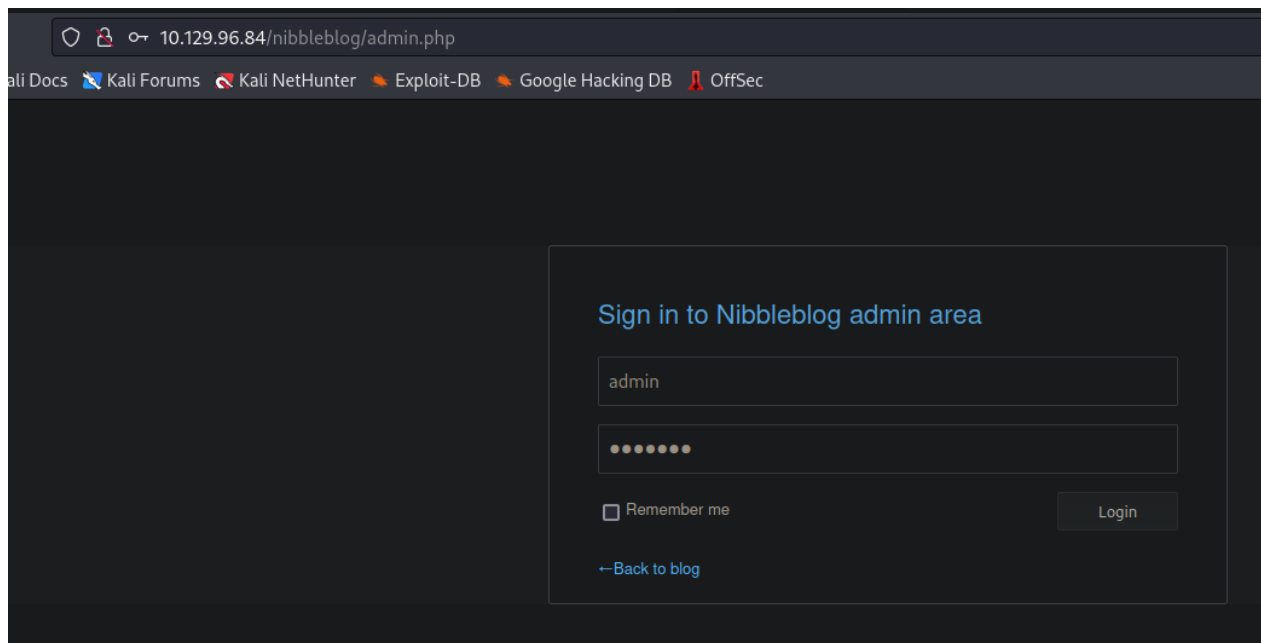 10.129.96.84/nibbleblog/admin.php
ali Docs Kali Forums Kali NetHunter Exploit-DB Google Hacking DB OffSec
Sign in to Nibbleblog admin area
admin
•••••••
Remember me Login
←Back to blog